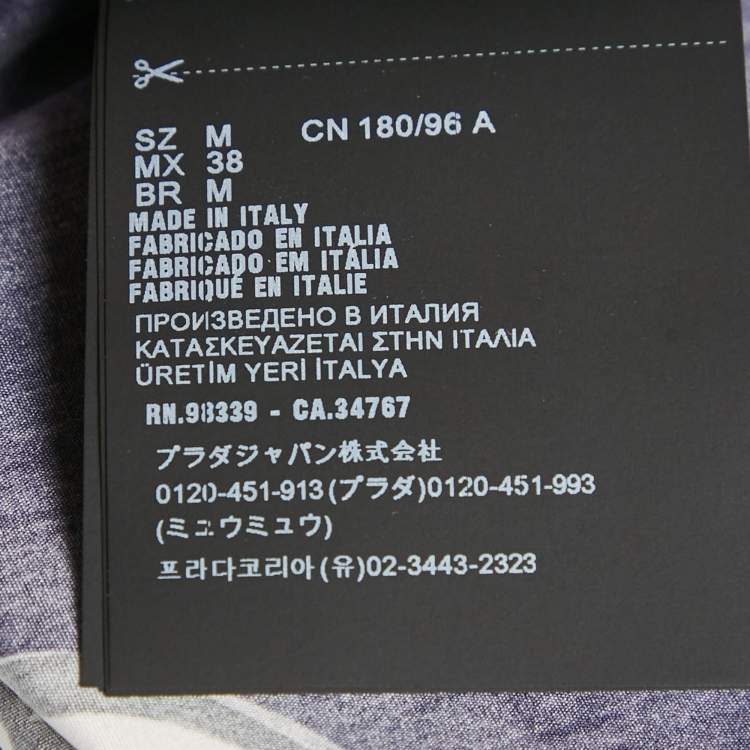 SZ M CN 180/96 A
MX 38
BR M
MADE IN ITALY
FABRICADO EN ITALIA
FABRICADO EM ITÁLIA
FABRIQUÉ EN ITALIE
ПРОИЗВЕДЕНО В ИТАЛИЯ
ΚΑΤΑΣΚΕΥΑΖΕΤΑΙ ΣΤΗΝ ΙΤΑΛΙΑ
ÜRETİM YERİ İTALYA
RN.98339 - CA.34767
プラダジャパン株式会社
0120-451-913(プラダ)0120-451-993
(ミュウミュウ)
프라다코리아(유)02-3443-2323